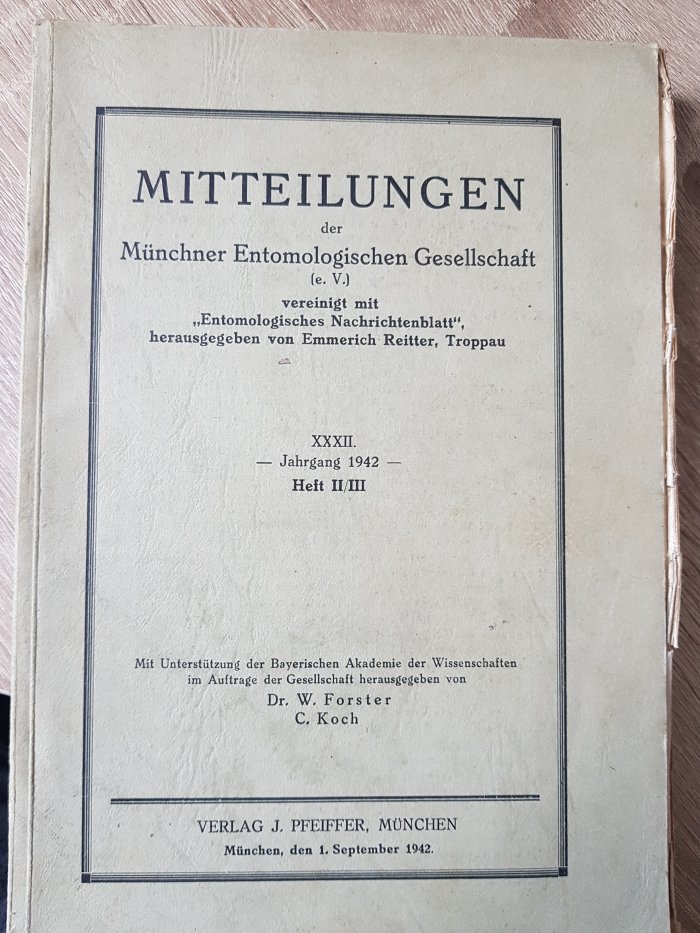 MITTEILUNGEN
der
Münchner Entomologischen Gesellschaft
(e. V.)
vereinigt mit
„Entomologisches Nachrichtenblatt“,
herausgegeben von Emmerich Reitter, Troppau
XXXII.
— Jahrgang 1942 —
Heft II/III
Mit Unterstützung der Bayerischen Akademie der Wissenschaften
im Auftrage der Gesellschaft herausgegeben von
Dr. W. Forster
C. Koch
VERLAG J. PFEIFFER, MÜNCHEN
München, den 1. September 1942.